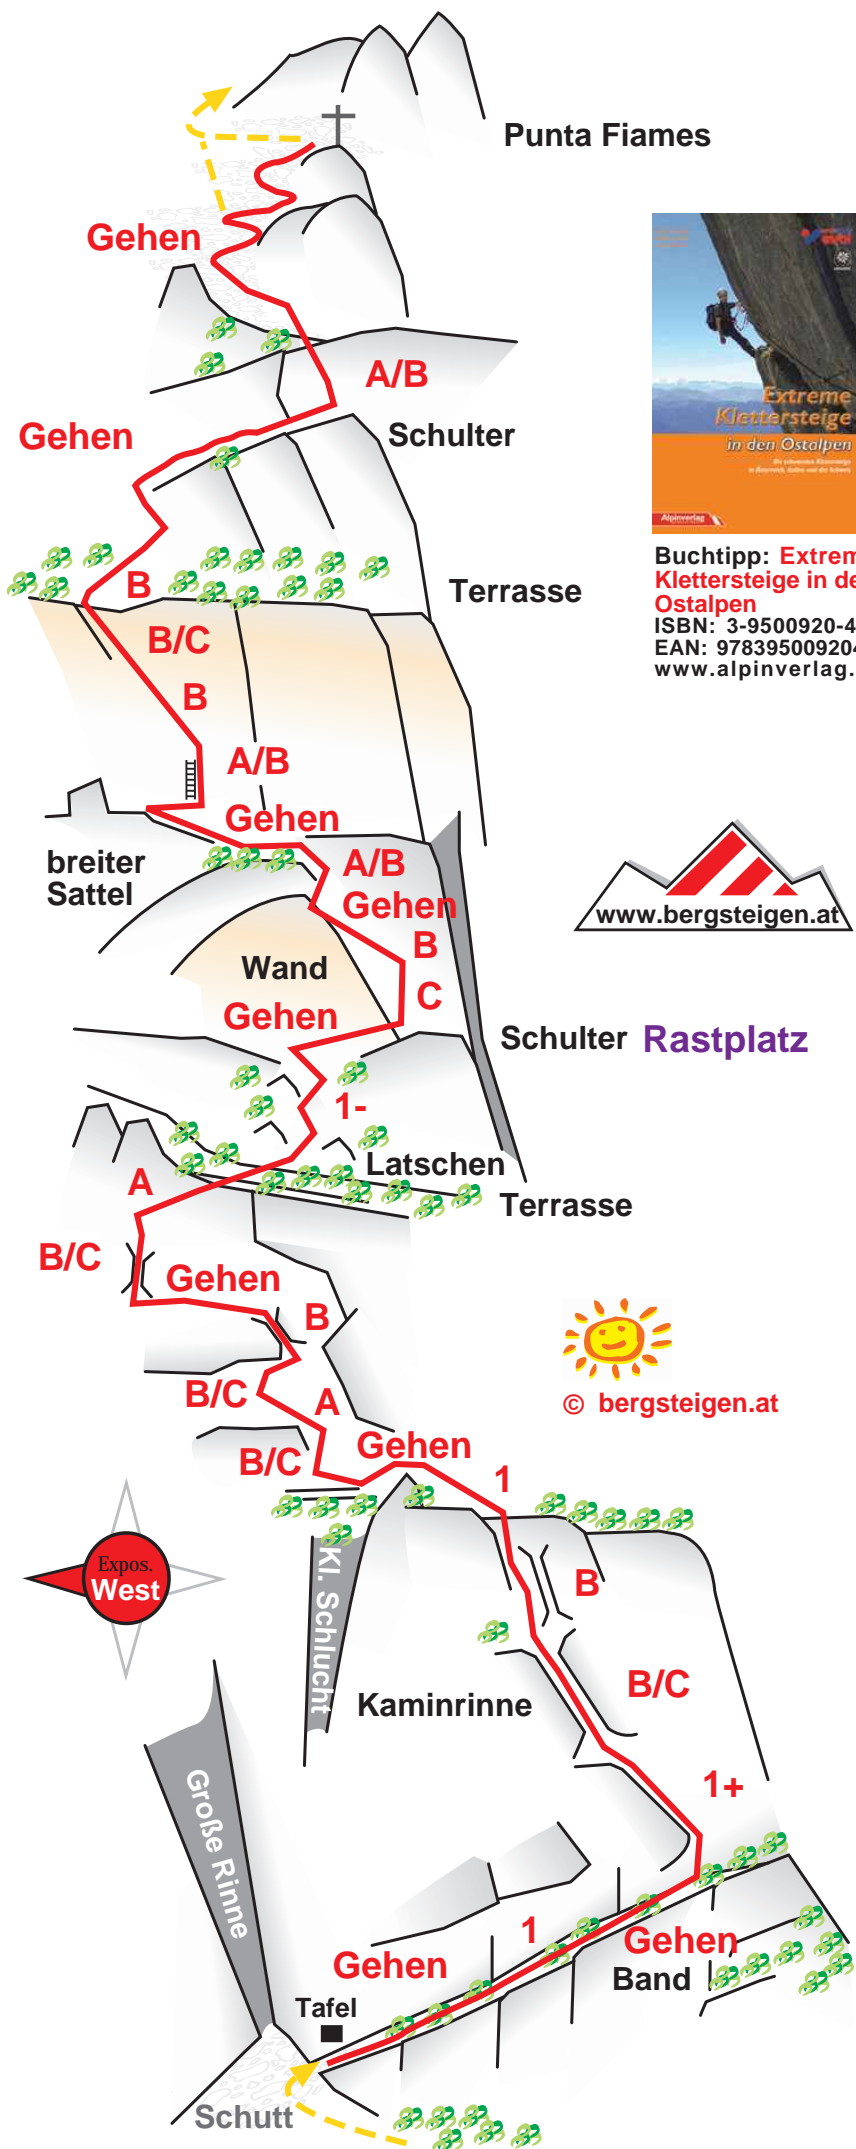 Punta Fiames
Gehen
A/B
Gehen
Schulter
B
Terrasse
B/C
B
A/B
Gehen
breiter
Sattel
A/B
Gehen
B
Wand
C
Gehen
Schulter Rastplatz
1-
Latschen
A
Terrasse
B/C
Gehen
B
B/C
A
Gehen
B/C
1
B
Kl. Schlucht
B/C
Kaminrinne
1+
Große Rinne
1
Gehen
Gehen
Band
Tafel
Schutt
Extreme
Klettersteige
in den Ostalpen
Alpinverlag
Buchtipp: Extrem
Klettersteige in de
Ostalpen
ISBN: 3-9500920-4
EAN: 978395009204
www.alpinverlag.
www.bergsteigen.at
© bergsteigen.at
Expos.
West